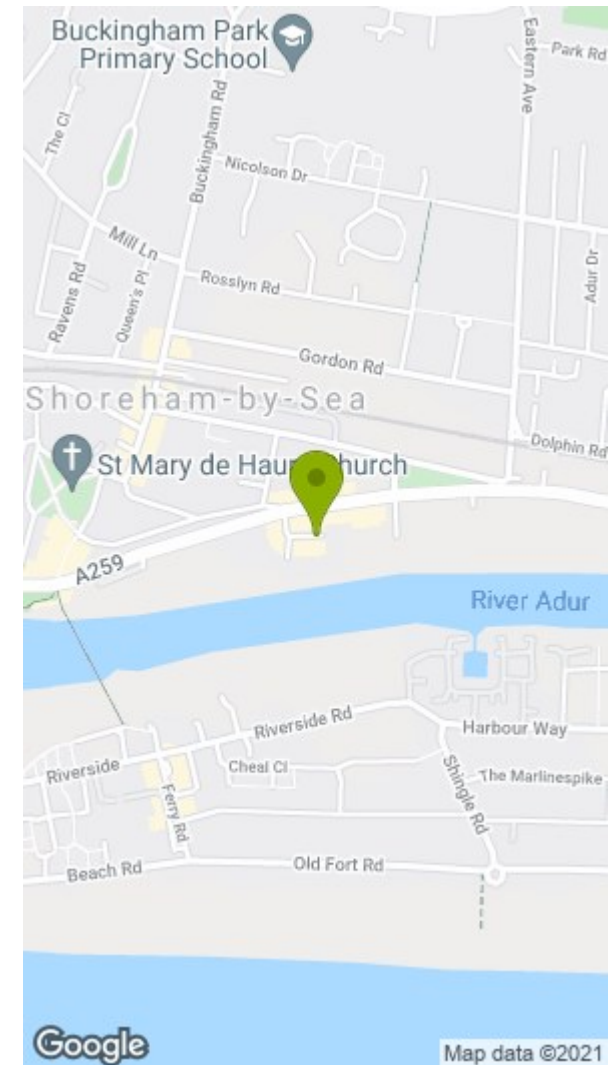 Buckingham Park
Primary School
Park Rd
Eastern Ave
The Cl
Buckingham Rd
Nicolson Dr
Mill Ln
Adur Dr
Ravens Rd
Queen's Pl
Rosslyn Rd
Gordon Rd
Shoreham-by-Sea
Dolphin Rd
St Mary de Haura Church
A259
River Adur
Riverside Rd
Harbour Way
Riverside
Cheal Cl
The Marlinespike
Shingle Rd
Ferry Rd
Beach Rd
Old Fort Rd
Google
Map data ©2021